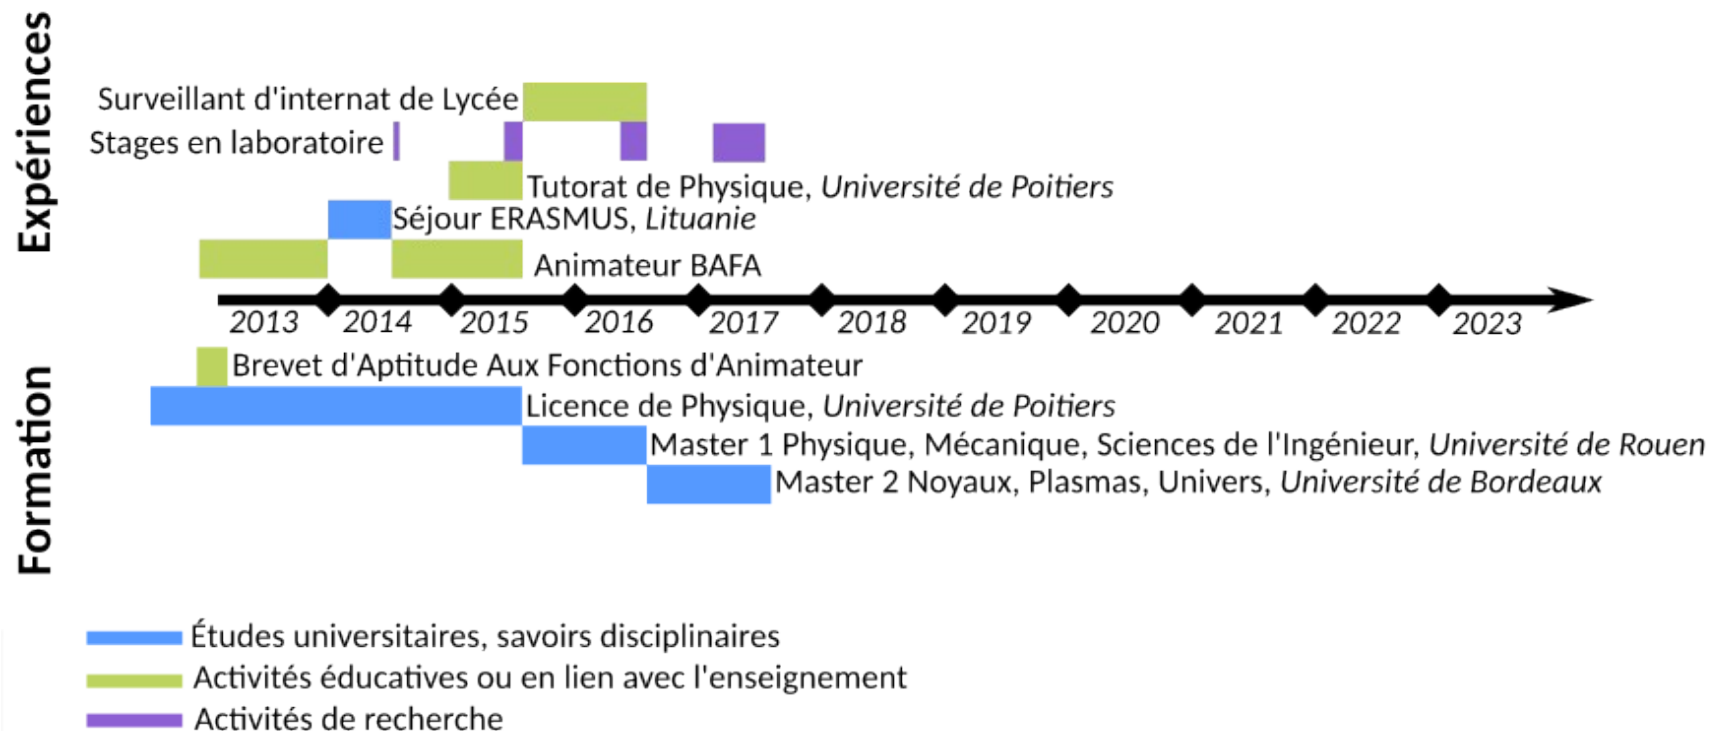 Expériences
Surveillant d'internat de Lycée
Stages en laboratoire
Tutorat de Physique, Université de Poitiers
Séjour ERASMUS, Lituanie
Animateur BAFA
2013 2014 2015 2016 2017 2018 2019 2020 2021 2022 2023
Formation
Brevet d'Aptitude Aux Fonctions d'Animateur
Licence de Physique, Université de Poitiers
Master 1 Physique, Mécanique, Sciences de l'Ingénieur, Université de Rouen
Master 2 Noyaux, Plasmas, Univers, Université de Bordeaux
Études universitaires, savoirs disciplinaires
Activités éducatives ou en lien avec l'enseignement
Activités de recherche